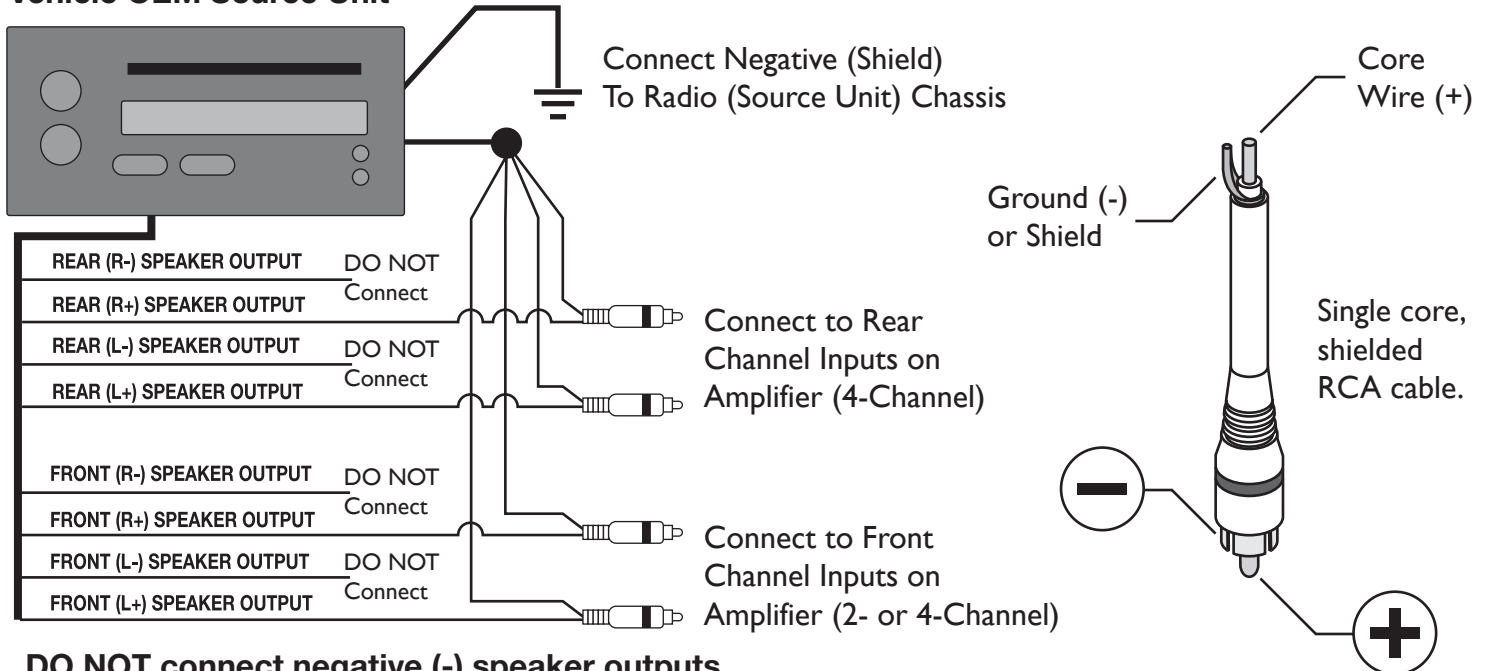 Vehicle OEM Source Unit
Connect Negative (Shield)
To Radio (Source Unit) Chassis
Core
Wire (+)
Ground (-)
or Shield
REAR (R-) SPEAKER OUTPUT
DO NOT
Connect
REAR (R+) SPEAKER OUTPUT
REAR (L-) SPEAKER OUTPUT
DO NOT
Connect
REAR (L+) SPEAKER OUTPUT
Connect to Rear
Channel Inputs on
Amplifier (4-Channel)
Single core,
shielded
RCA cable.
FRONT (R-) SPEAKER OUTPUT
DO NOT
Connect
FRONT (R+) SPEAKER OUTPUT
FRONT (L-) SPEAKER OUTPUT
DO NOT
Connect
FRONT (L+) SPEAKER OUTPUT
Connect to Front
Channel Inputs on
Amplifier (2- or 4-Channel)
−
+
DO NOT connect negative (-) speaker outputs